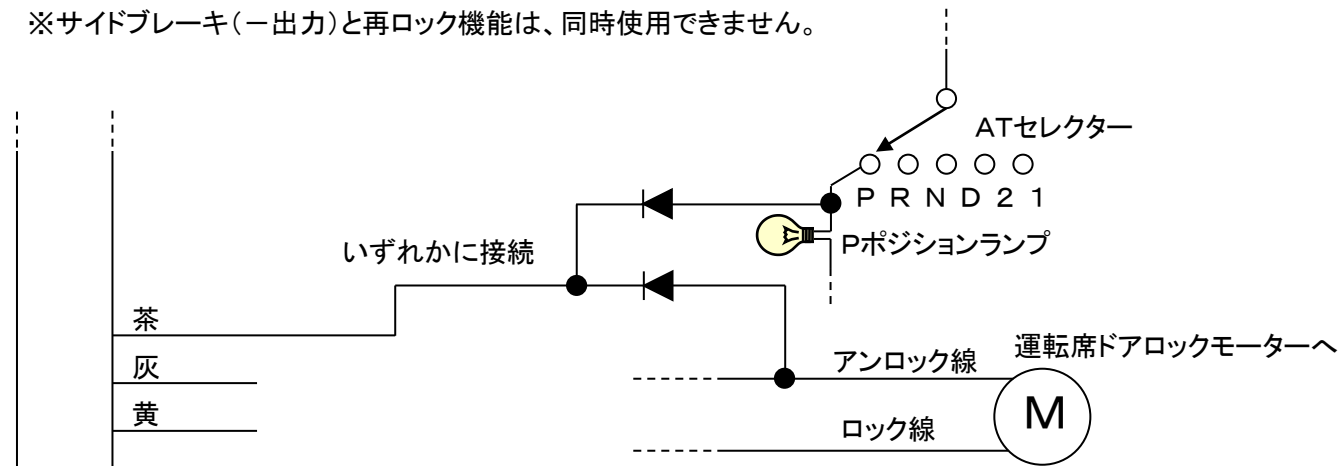 ※サイドブレーキ(－出力)と再ロック機能は、同時使用できません。
ATセレクター
P R N D 2 1
Pポジションランプ
いずれかに接続
茶
灰
黄
アンロック線
運転席ドアロックモーターへ
M
ロック線